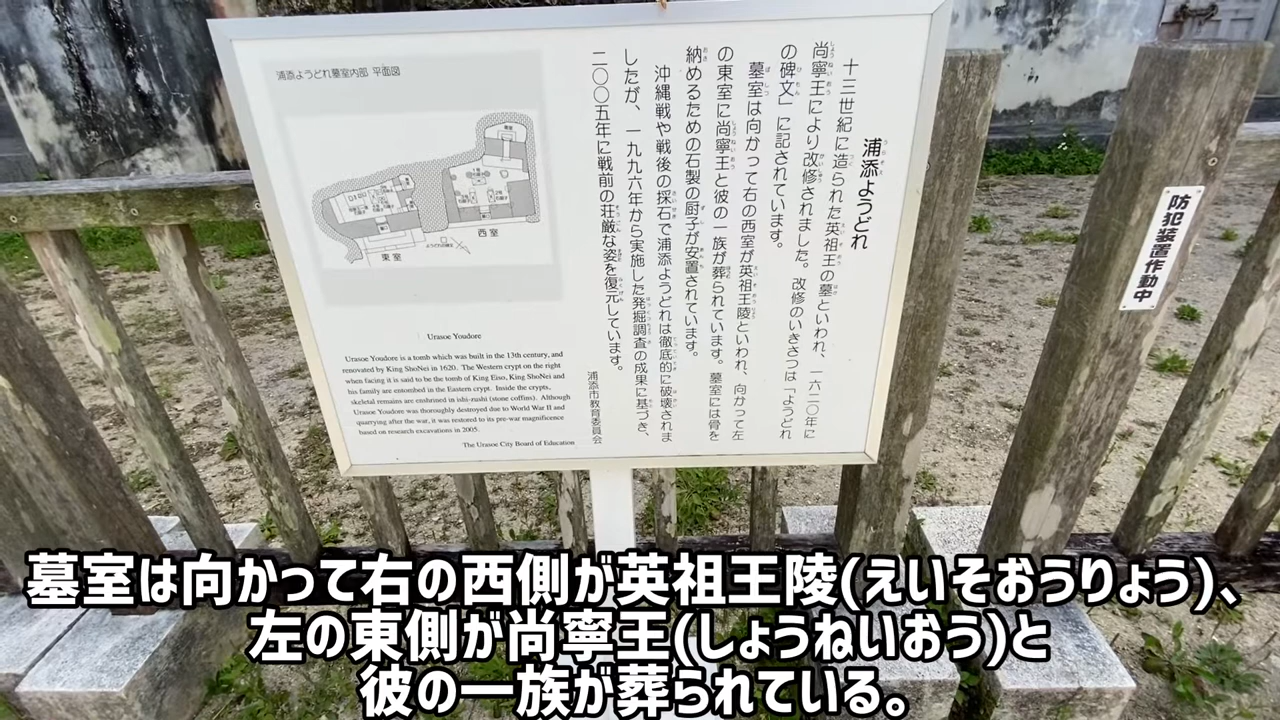 浦添ようどれ
十三世紀に造られた英祖王の墓といわれ、一六二〇年に
尚寧王により改修されました。改修のいきさつは「ようどれ
の碑文」に記されています。
墓室は向かって右の西室が英祖王陵といわれ、向かって左
の東室に尚寧王と彼の一族が葬られています。墓室には骨を
納めるための石製の厨子が安置されています。
沖縄戦や戦後の採石で浦添ようどれは徹底的に破壊されま
したが、一九九六年から実施した発掘調査の成果に基づき、
二〇〇五年に戦前の荘厳な姿を復元しています。
浦添市教育委員会
浦添ようどれ墓室内部 平面図
西室
東室
Urasoe Youdore
Urasoe Youdore is a tomb which was built in the 13th century, and
renovated by King ShoNei in 1620. The Western crypt on the right
when facing it is said to be the tomb of King Eiso, King ShoNei and
his family are entombed in the Eastern crypt. Inside the crypts,
skeletal remains are enshrined in ishi-zushi (stone coffins). Although
Urasoe Youdore was thoroughly destroyed due to World War II and
quarrying after the war, it was restored to its pre-war magnificence
based on research excavations in 2005.
The Urasoe City Board of Education
防犯装置作動中
墓室は向かって右の西側が英祖王陵(えいそおうりょう)、
左の東側が尚寧王(しょうねいおう)と
彼の一族が葬られている。